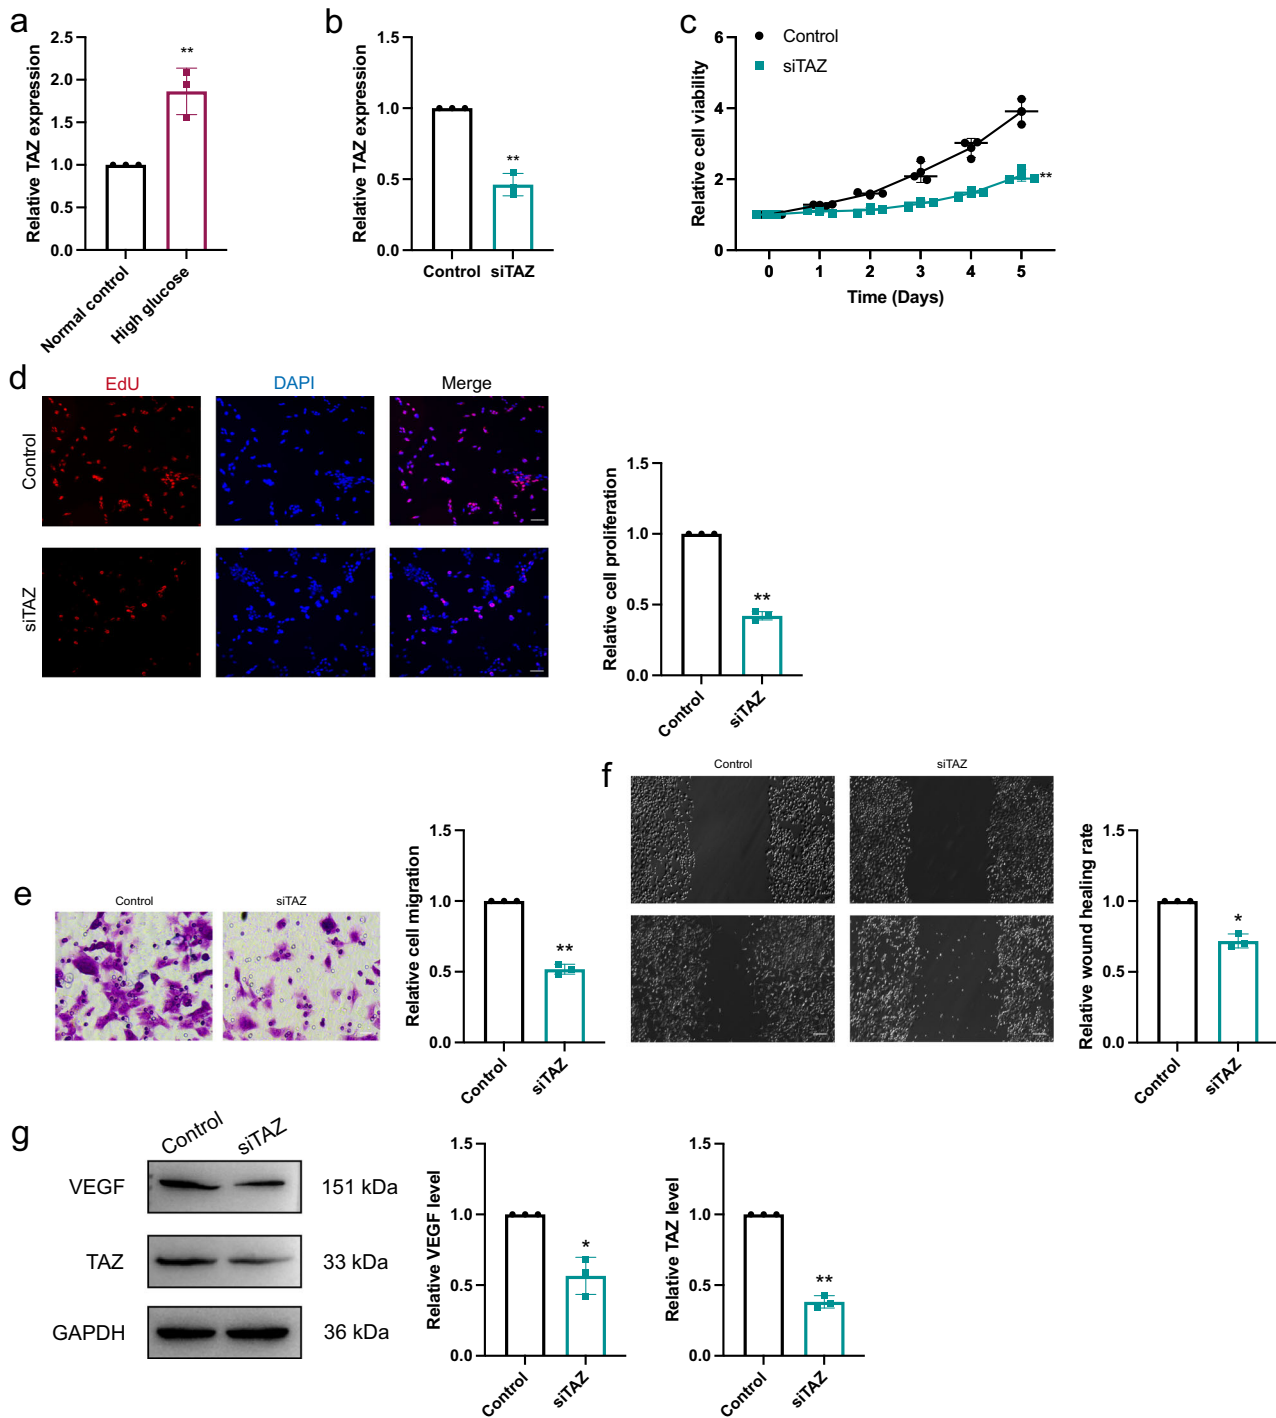 a
Relative TAZ expression
2.5
2.0
1.5
1.0
0.5
0.0
**
Normal control
High glucose
b
Relative TAZ expression
1.5
1.0
0.5
0.0
**
Control siTAZ
c
Relative cell viability
6
4
2
0
Control
siTAZ
**
0 1 2 3 4 5
Time (Days)
d
EdU DAPI Merge
Control
siTAZ
Relative cell proliferation
1.5
1.0
0.5
0.0
**
Control
siTAZ
e
Control siTAZ
Relative cell migration
1.5
1.0
0.5
0.0
**
Control
siTAZ
f
Control siTAZ
Relative wound healing rate
1.5
1.0
0.5
0.0
*
Control
siTAZ
g
Control siTAZ
VEGF 151 kDa
TAZ 33 kDa
GAPDH 36 kDa
Relative VEGF level
1.5
1.0
0.5
0.0
*
Control
siTAZ
Relative TAZ level
1.5
1.0
0.5
0.0
**
Control
siTAZ